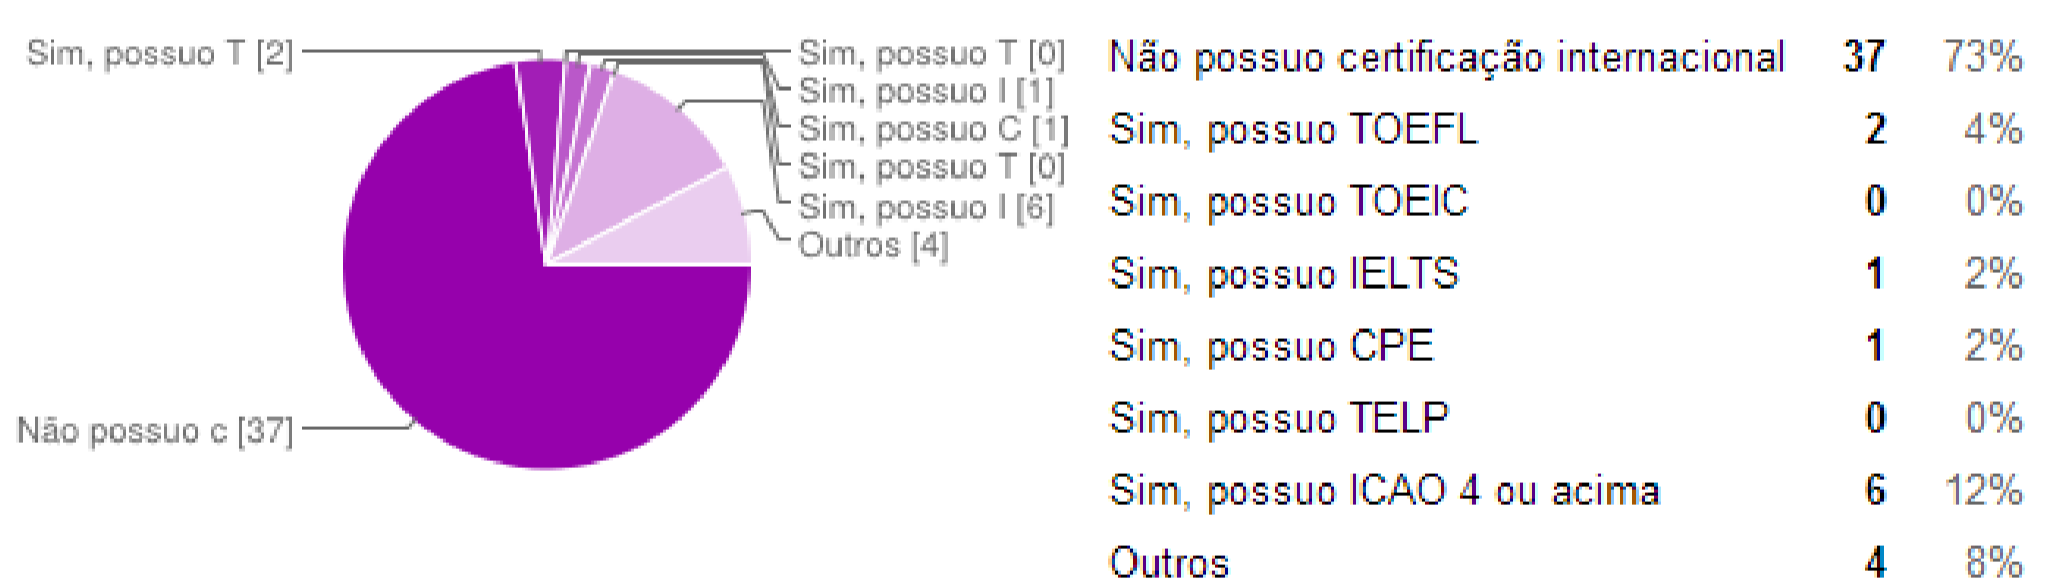 Sim, possuo T [2]
Não possuo c [37]
Sim, possuo T [0]
Sim, possuo I [1]
Sim, possuo C [1]
Sim, possuo T [0]
Sim, possuo I [6]
Outros [4]
Não possuo certificação internacional 37 73%
Sim, possuo TOEFL 2 4%
Sim, possuo TOEIC 0 0%
Sim, possuo IELTS 1 2%
Sim, possuo CPE 1 2%
Sim, possuo TELP 0 0%
Sim, possuo ICAO 4 ou acima 6 12%
Outros 4 8%